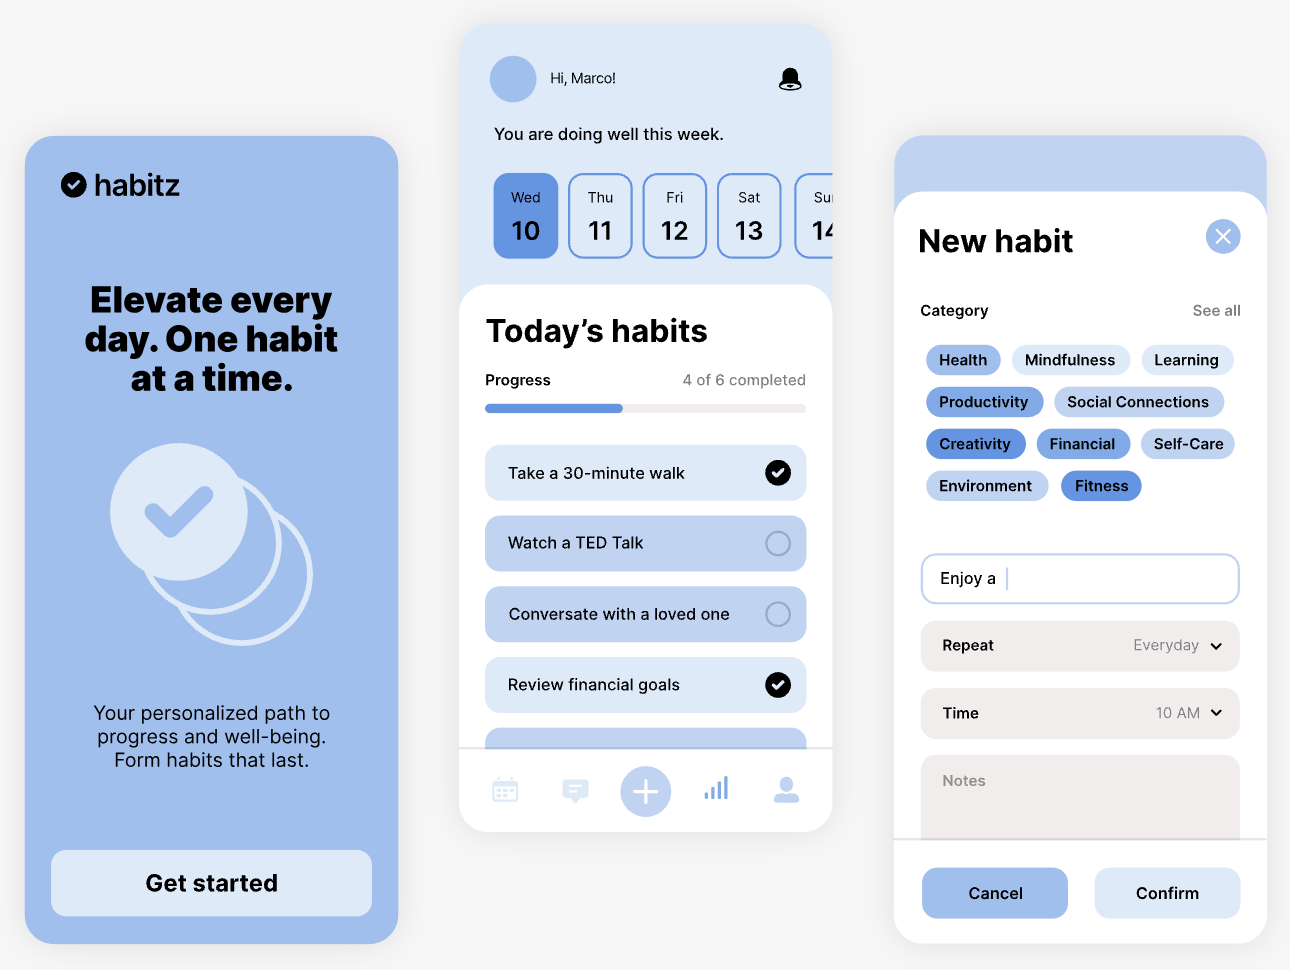 habitz
Elevate every
day. One habit
at a time.
Your personalized path to
progress and well-being.
Form habits that last.
Get started
Hi, Marco!
You are doing well this week.
Wed Thu Fri Sat Sun
10 11 12 13 14
Today’s habits
Progress 4 of 6 completed
Take a 30-minute walk
Watch a TED Talk
Conversate with a loved one
Review financial goals
New habit
Category See all
Health Mindfulness Learning
Productivity Social Connections
Creativity Financial Self-Care
Environment Fitness
Enjoy a
Repeat Everyday
Time 10 AM
Notes
Cancel Confirm